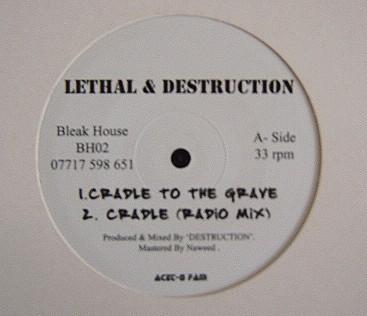 LETHAL & DESTRUCTION
Bleak House
BH02
07717 598 651
A- Side
33 rpm
1.CRADLE TO THE GRAVE
2. CRADLE (RADIO MIX)
Produced & Mixed By 'DESTRUCTION'.
Mastered By Naweed .
FAM